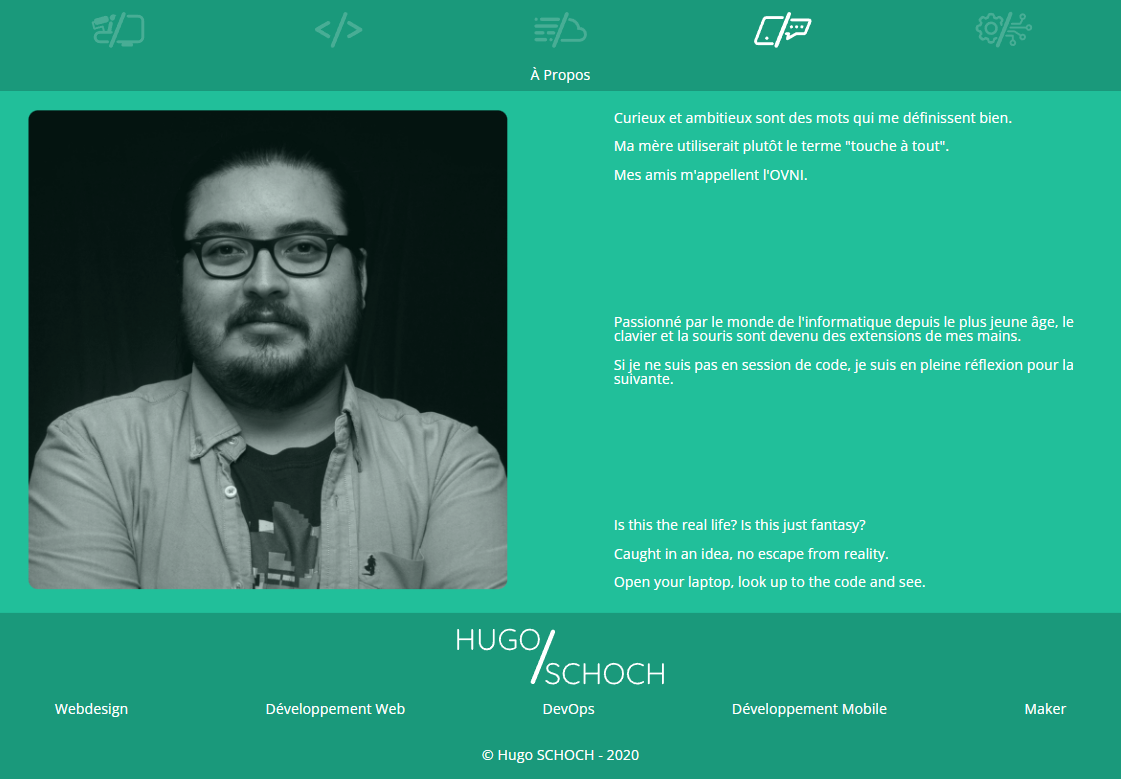 À Propos
Curieux et ambitieux sont des mots qui me définissent bien.
Ma mère utiliserait plutôt le terme "touche à tout".
Mes amis m'appellent l'OVNI.
Passionné par le monde de l'informatique depuis le plus jeune âge, le
clavier et la souris sont devenu des extensions de mes mains.
Si je ne suis pas en session de code, je suis en pleine réflexion pour la
suivante.
Is this the real life? Is this just fantasy?
Caught in an idea, no escape from reality.
Open your laptop, look up to the code and see.
HUGO/
SCHOCH
Webdesign
Développement Web
DevOps
Développement Mobile
Maker
© Hugo SCHOCH - 2020